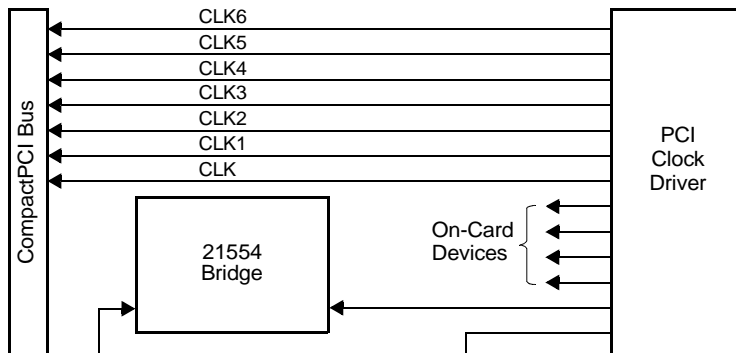 CLK6
CLK5
CLK4
CLK3
CLK2
CLK1
CLK
CompactPCI Bus
PCI
Clock
Driver
On-Card
Devices
21554
Bridge